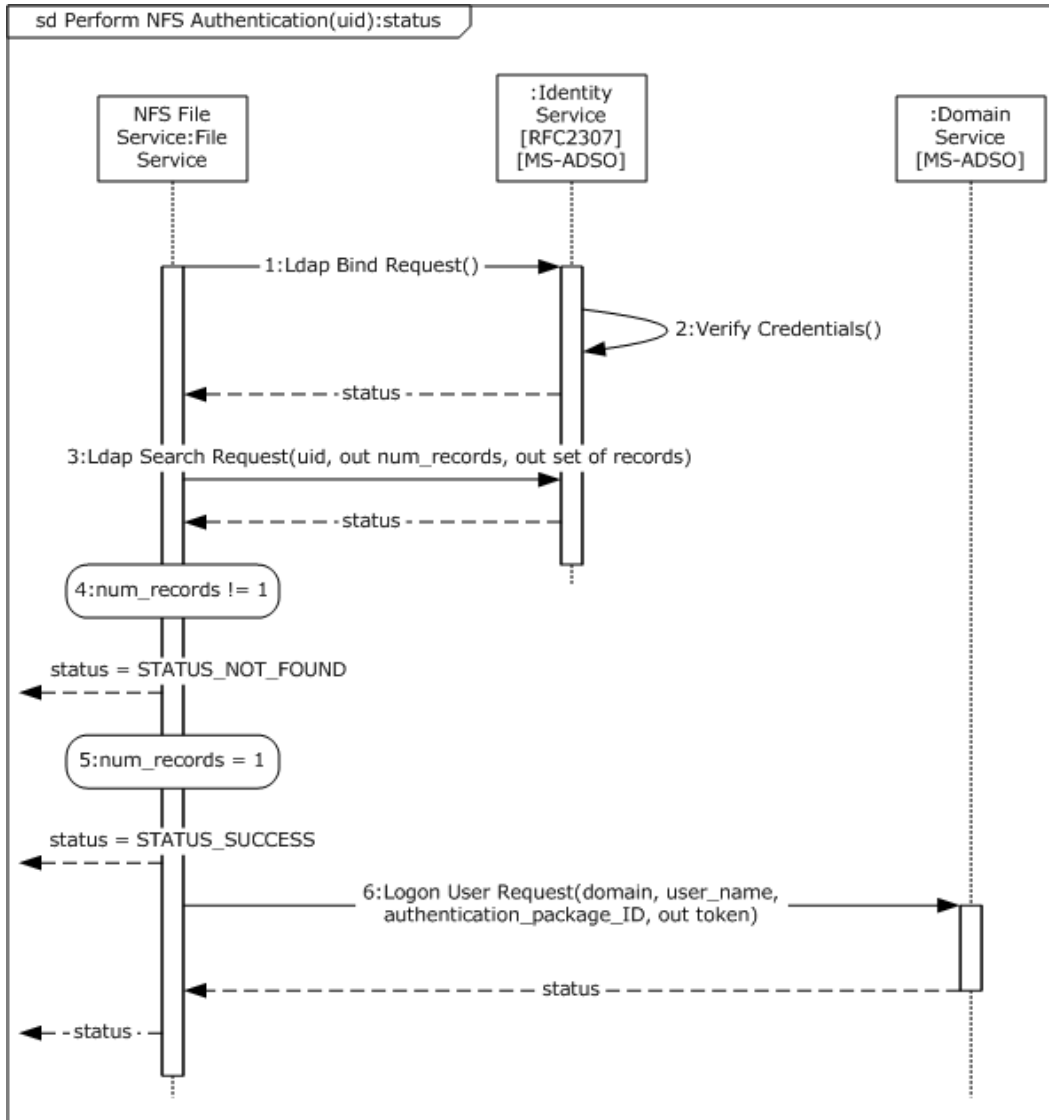 sd Perform NFS Authentication(uid):status
NFS File
Service:File
Service
:Identity
Service
[RFC2307]
[MS-ADSO]
:Domain
Service
[MS-ADSO]
1:Ldap Bind Request()
2:Verify Credentials()
status
3:Ldap Search Request(uid, out num_records, out set of records)
status
4:num_records != 1
status = STATUS_NOT_FOUND
5:num_records = 1
status = STATUS_SUCCESS
6:Logon User Request(domain, user_name,
authentication_package_ID, out token)
status
status